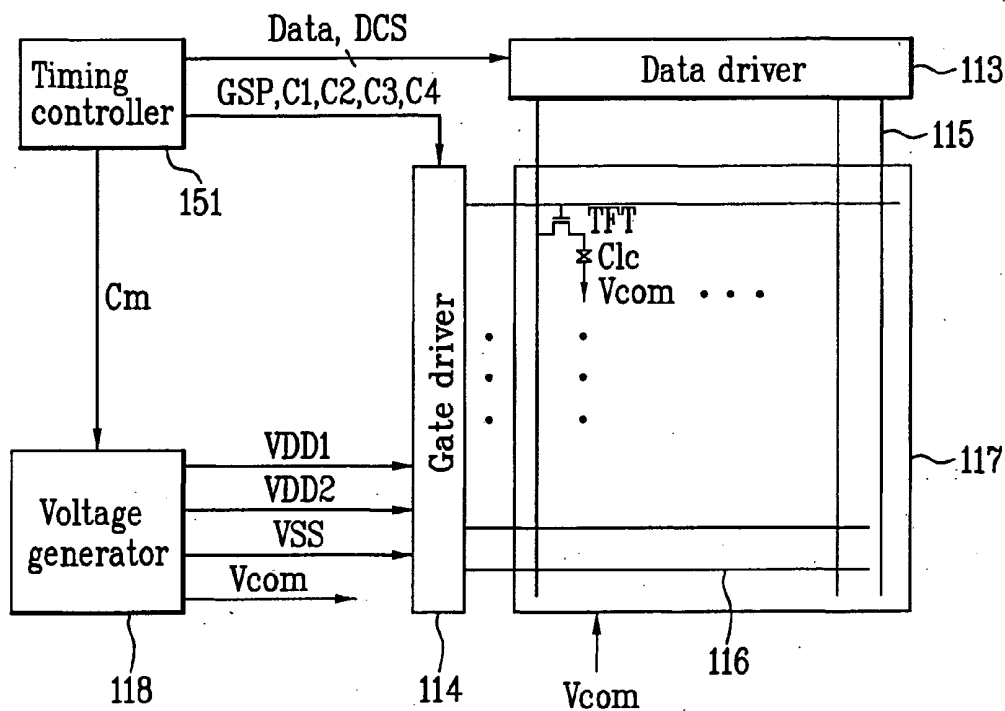 Data, DCS
Timing
controller
Data driver
113
GSP,C1,C2,C3,C4
115
151
TFT
Clc
Vcom
Cm
Gate driver
VDD1
117
VDD2
Voltage
generator
VSS
Vcom
118
114
116
Vcom